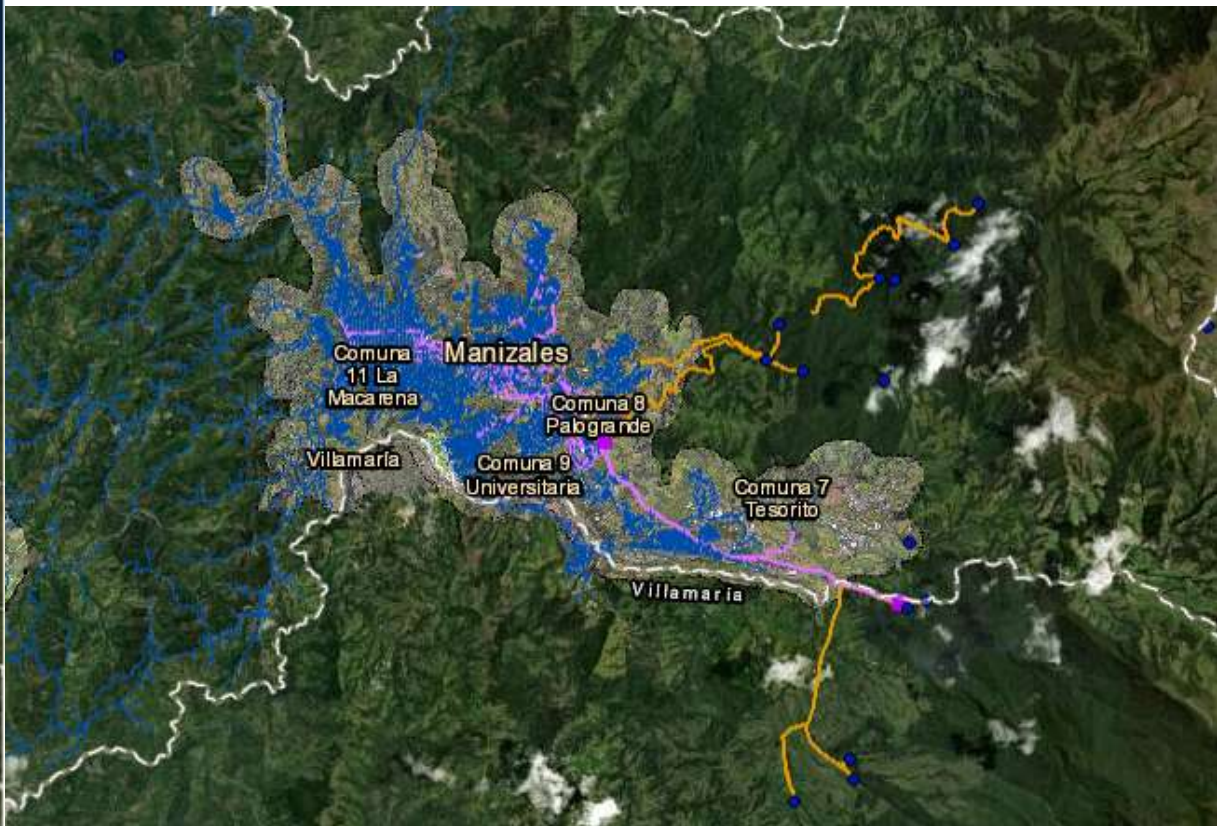 Manizales
Comuna
11 La
Macarena
Comuna 8
Palogrande
Villamaría
Comuna 9
Universitaria
Comuna 7
Tesorito
Villamaría